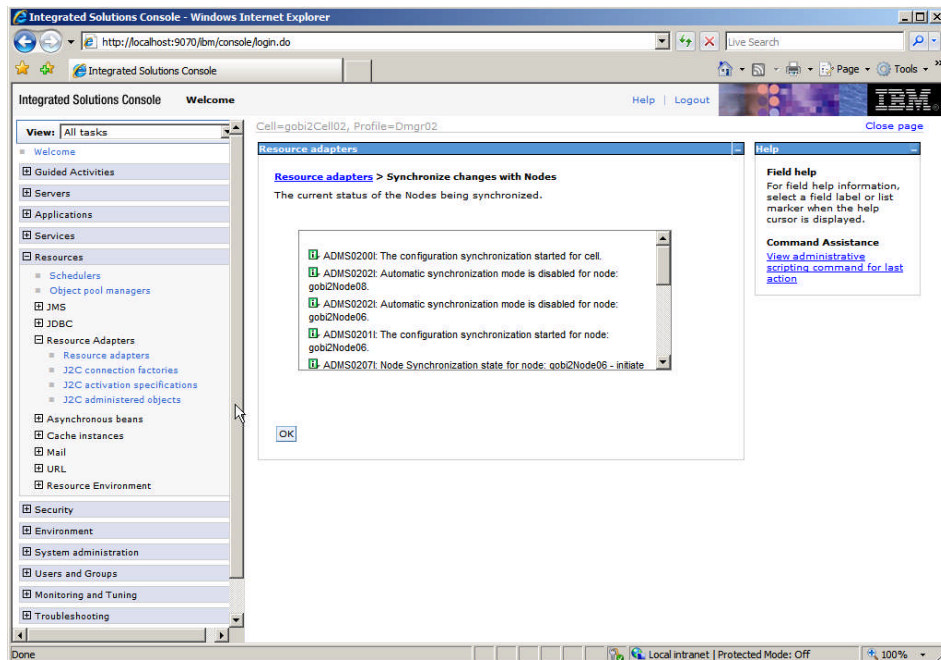 Integrated Solutions Console - Windows Internet Explorer
http://localhost:9070/ibm/console/login.do
Live Search
Integrated Solutions Console
Page
Tools
Integrated Solutions Console Welcome
Help | Logout
IBM
View: All tasks
Welcome
Guided Activities
Servers
Applications
Services
Resources
Schedulers
Object pool managers
JMS
JDBC
Resource Adapters
Resource adapters
J2C connection factories
J2C activation specifications
J2C administered objects
Asynchronous beans
Cache instances
Mail
URL
Resource Environment
Security
Environment
System administration
Users and Groups
Monitoring and Tuning
Troubleshooting
Cell=gobi2Cell02, Profile=Dmgr02
Close page
Resource adapters
Resource adapters > Synchronize changes with Nodes
The current status of the Nodes being synchronized.
ADMS0200I: The configuration synchronization started for cell.
ADMS0202I: Automatic synchronization mode is disabled for node:
gobi2Node08.
ADMS0202I: Automatic synchronization mode is disabled for node:
gobi2Node06.
ADMS0201I: The configuration synchronization started for node:
gobi2Node06.
ADMS0207I: Node Synchronization state for node: gobi2Node06 - initiate
OK
Help
Field help
For field help information,
select a field label or list
marker when the help
cursor is displayed.
Command Assistance
View administrative
scripting command for last
action
Done
Local intranet | Protected Mode: Off
100%